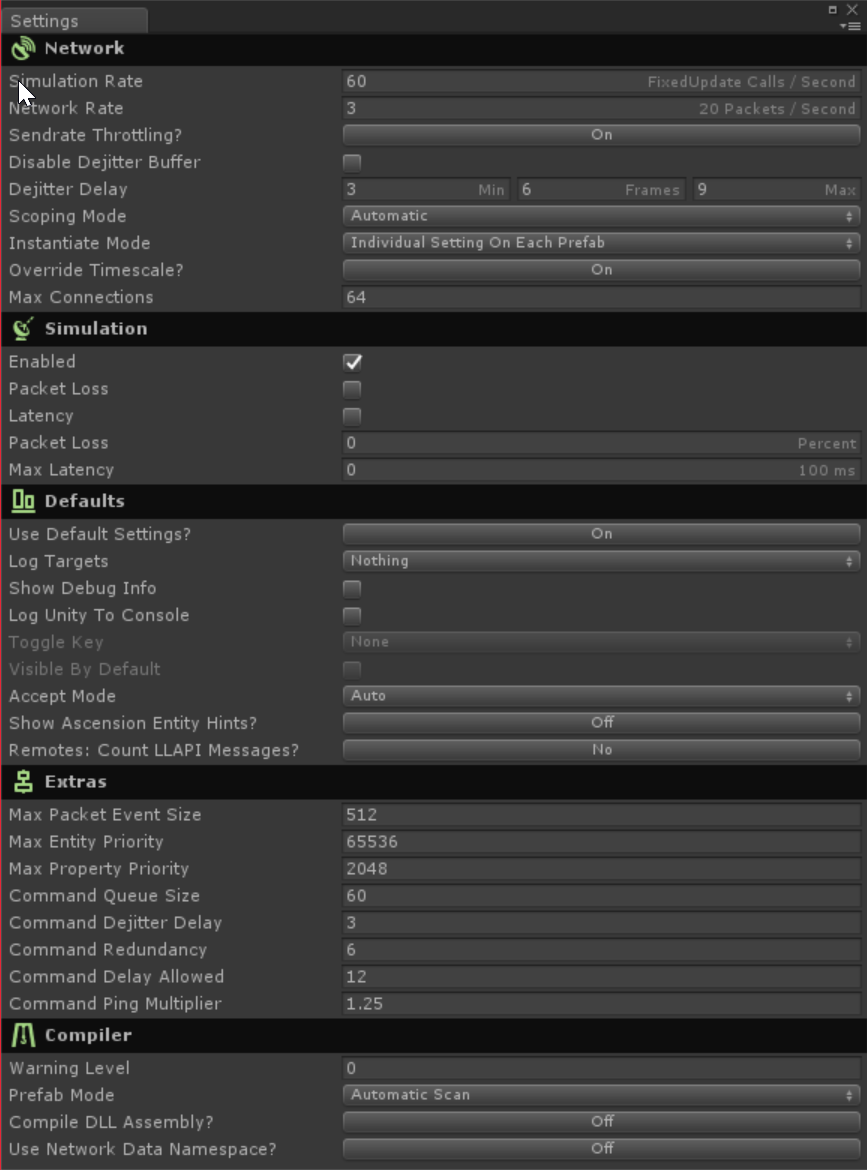 Settings
Network
Simulation Rate 60 FixedUpdate Calls / Second
Network Rate 3 20 Packets / Second
Sendrate Throttling? On
Disable Dejitter Buffer
Dejitter Delay 3 Min 6 Frames 9 Max
Scoping Mode Automatic
Instantiate Mode Individual Setting On Each Prefab
Override Timescale? On
Max Connections 64
Simulation
Enabled
Packet Loss
Latency
Packet Loss 0 Percent
Max Latency 0 100 ms
Defaults
Use Default Settings? On
Log Targets Nothing
Show Debug Info
Log Unity To Console
Toggle Key None
Visible By Default
Accept Mode Auto
Show Ascension Entity Hints? Off
Remotes: Count LLAPI Messages? No
Extras
Max Packet Event Size 512
Max Entity Priority 65536
Max Property Priority 2048
Command Queue Size 60
Command Dejitter Delay 3
Command Redundancy 6
Command Delay Allowed 12
Command Ping Multiplier 1.25
Compiler
Warning Level 0
Prefab Mode Automatic Scan
Compile DLL Assembly? Off
Use Network Data Namespace? Off